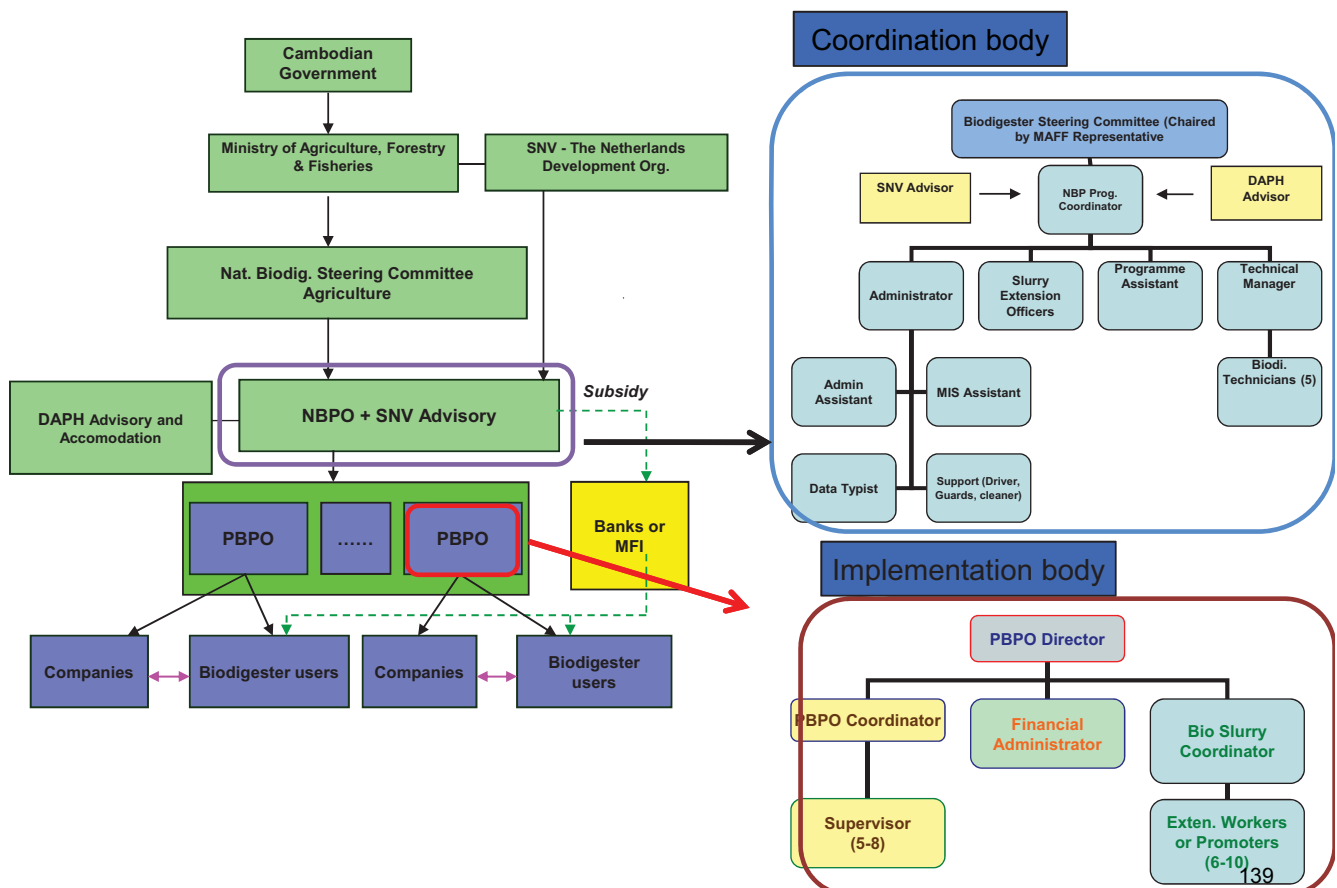 Cambodian
Government
Ministry of Agriculture, Forestry
& Fisheries
SNV - The Netherlands
Development Org.
Nat. Biodig. Steering Committee
Agriculture
DAPH Advisory and
Accomodation
NBPO + SNV Advisory
Subsidy
PBPO
......
PBPO
Banks or
MFI
Companies
Biodigester users
Companies
Biodigester
users
Coordination body
Biodigester Steering Committee (Chaired
by MAFF Representative
SNV Advisor
NBP Prog.
Coordinator
DAPH
Advisor
Administrator
Slurry
Extension
Officers
Programme
Assistant
Technical
Manager
Admin
Assistant
MIS Assistant
Biodi.
Technicians (5)
Data Typist
Support (Driver,
Guards, cleaner)
Implementation body
PBPO Director
PBPO Coordinator
Financial
Administrator
Bio Slurry
Coordinator
Supervisor
(5-8)
Exten. Workers
or Promoters
(6-10)
139